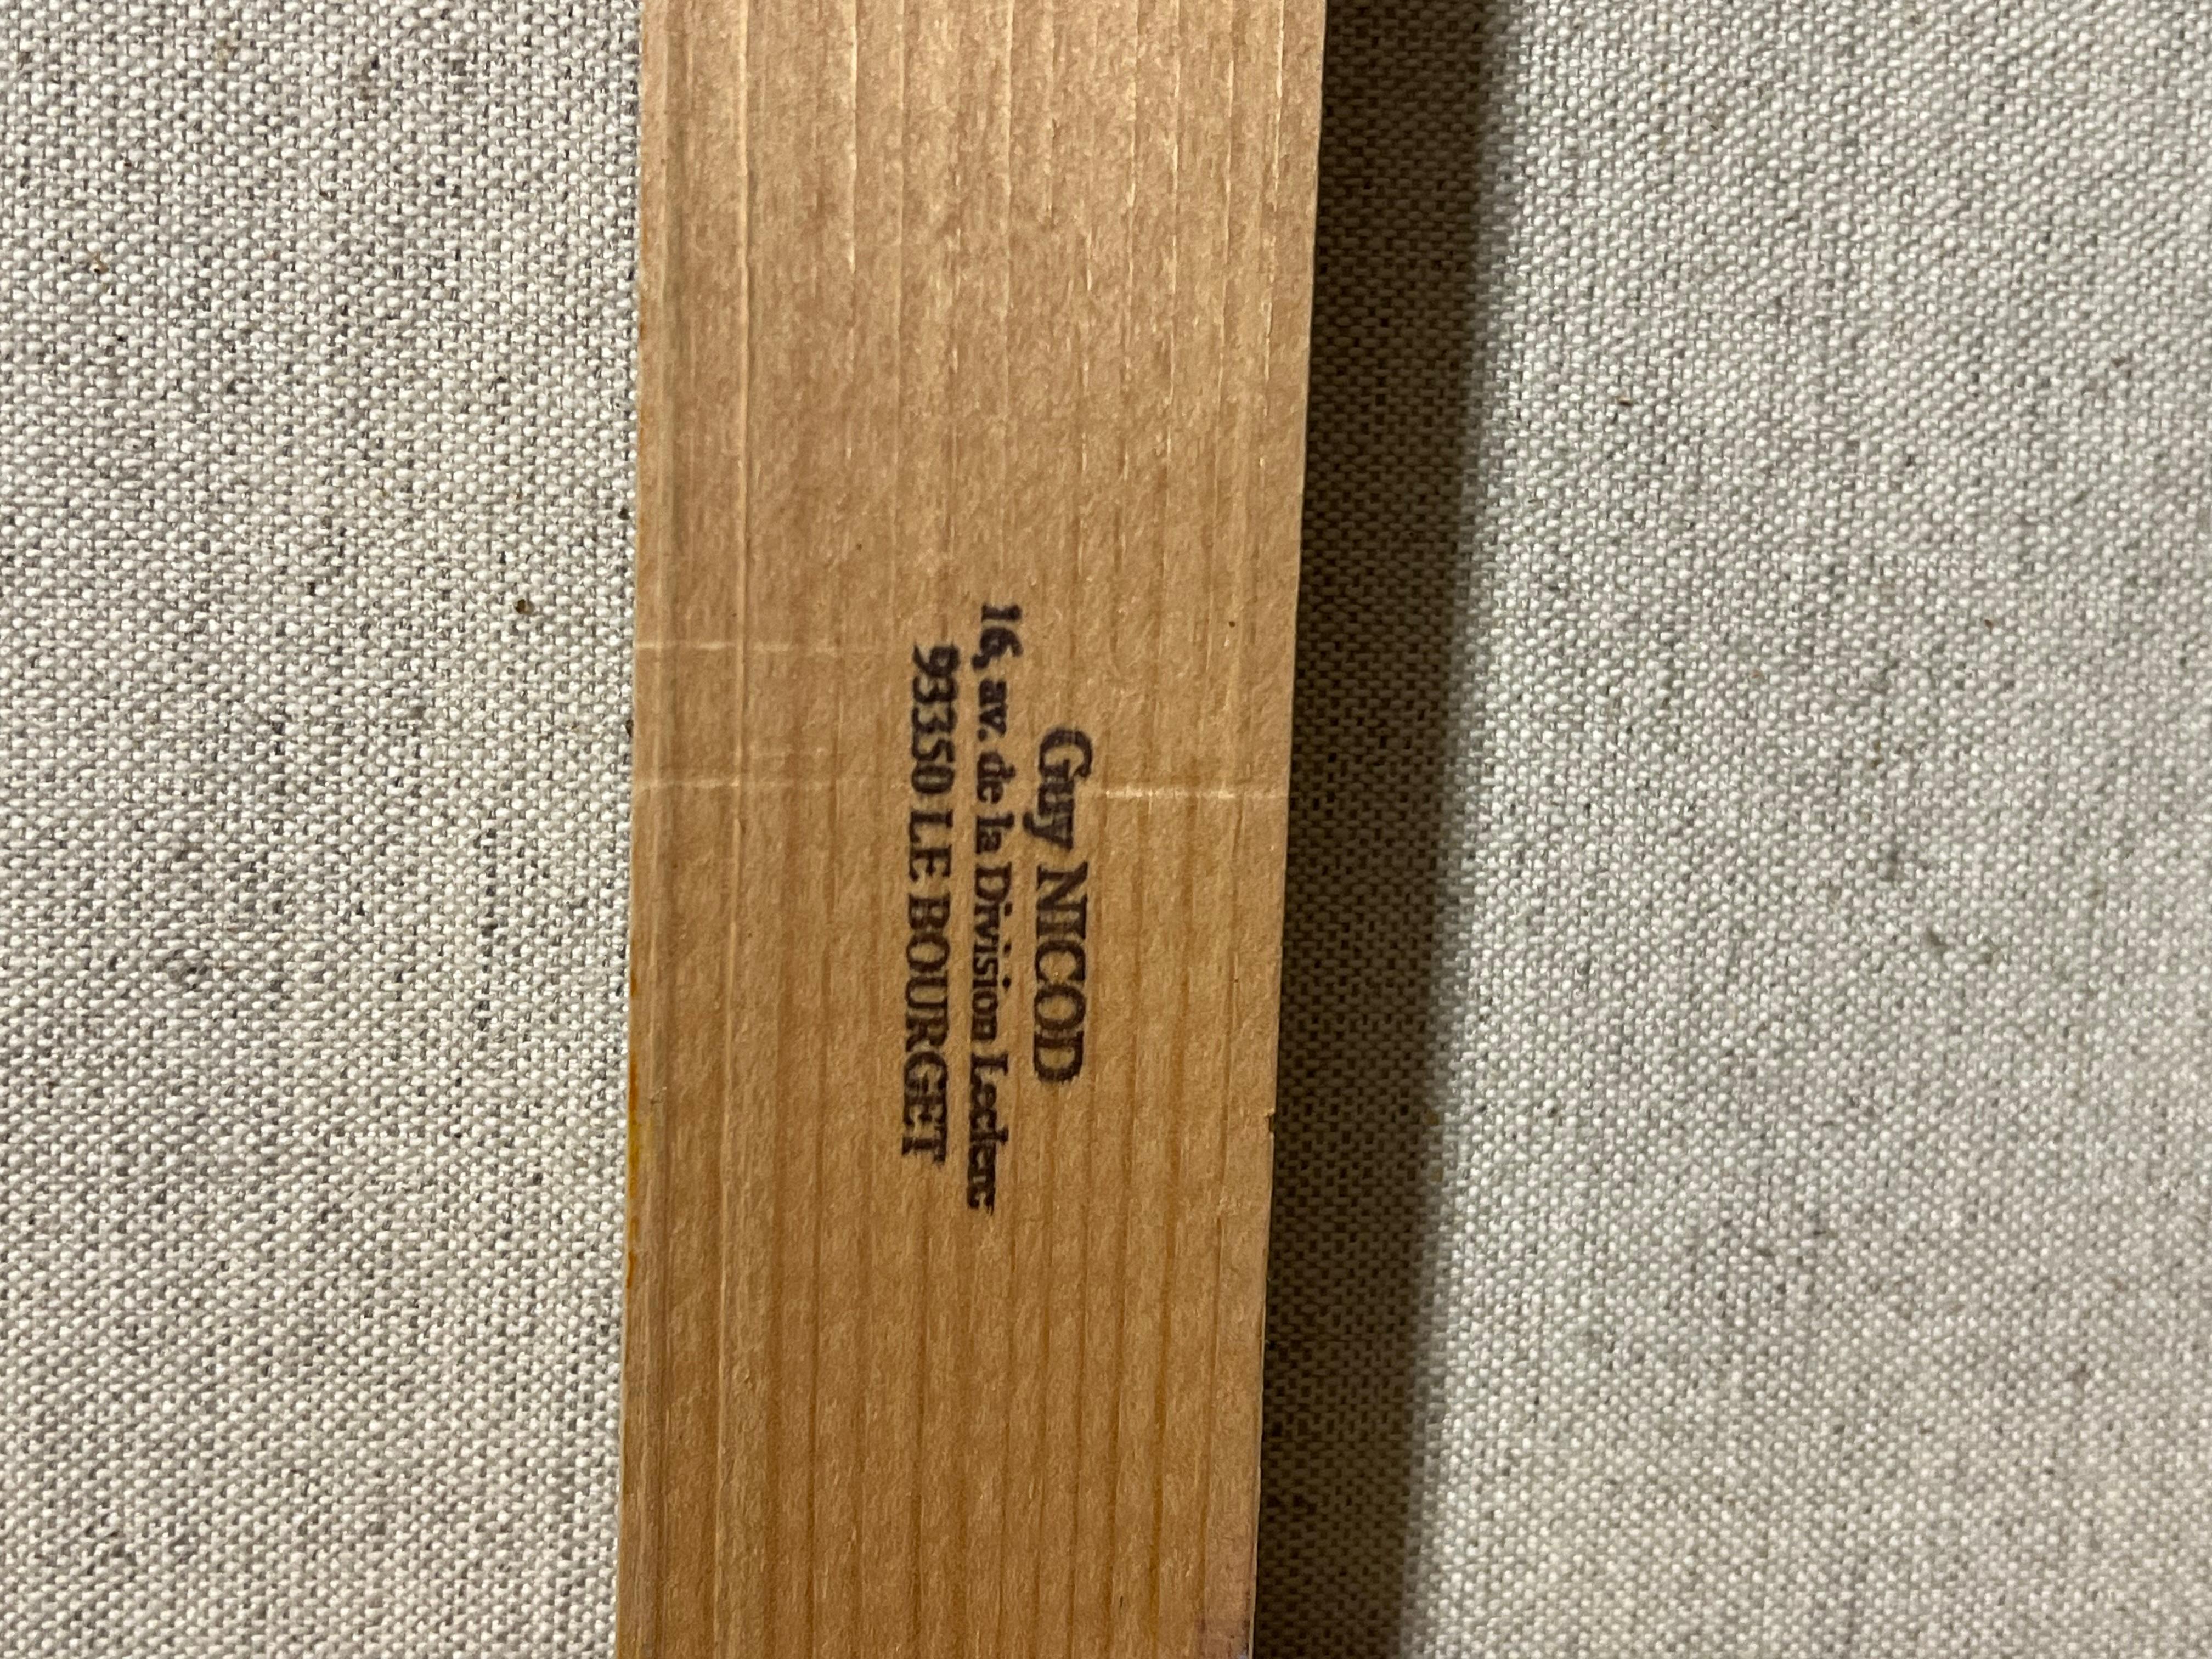 Guy NICOD
16, av. de la Division Leclerc
93350 LE BOURGET